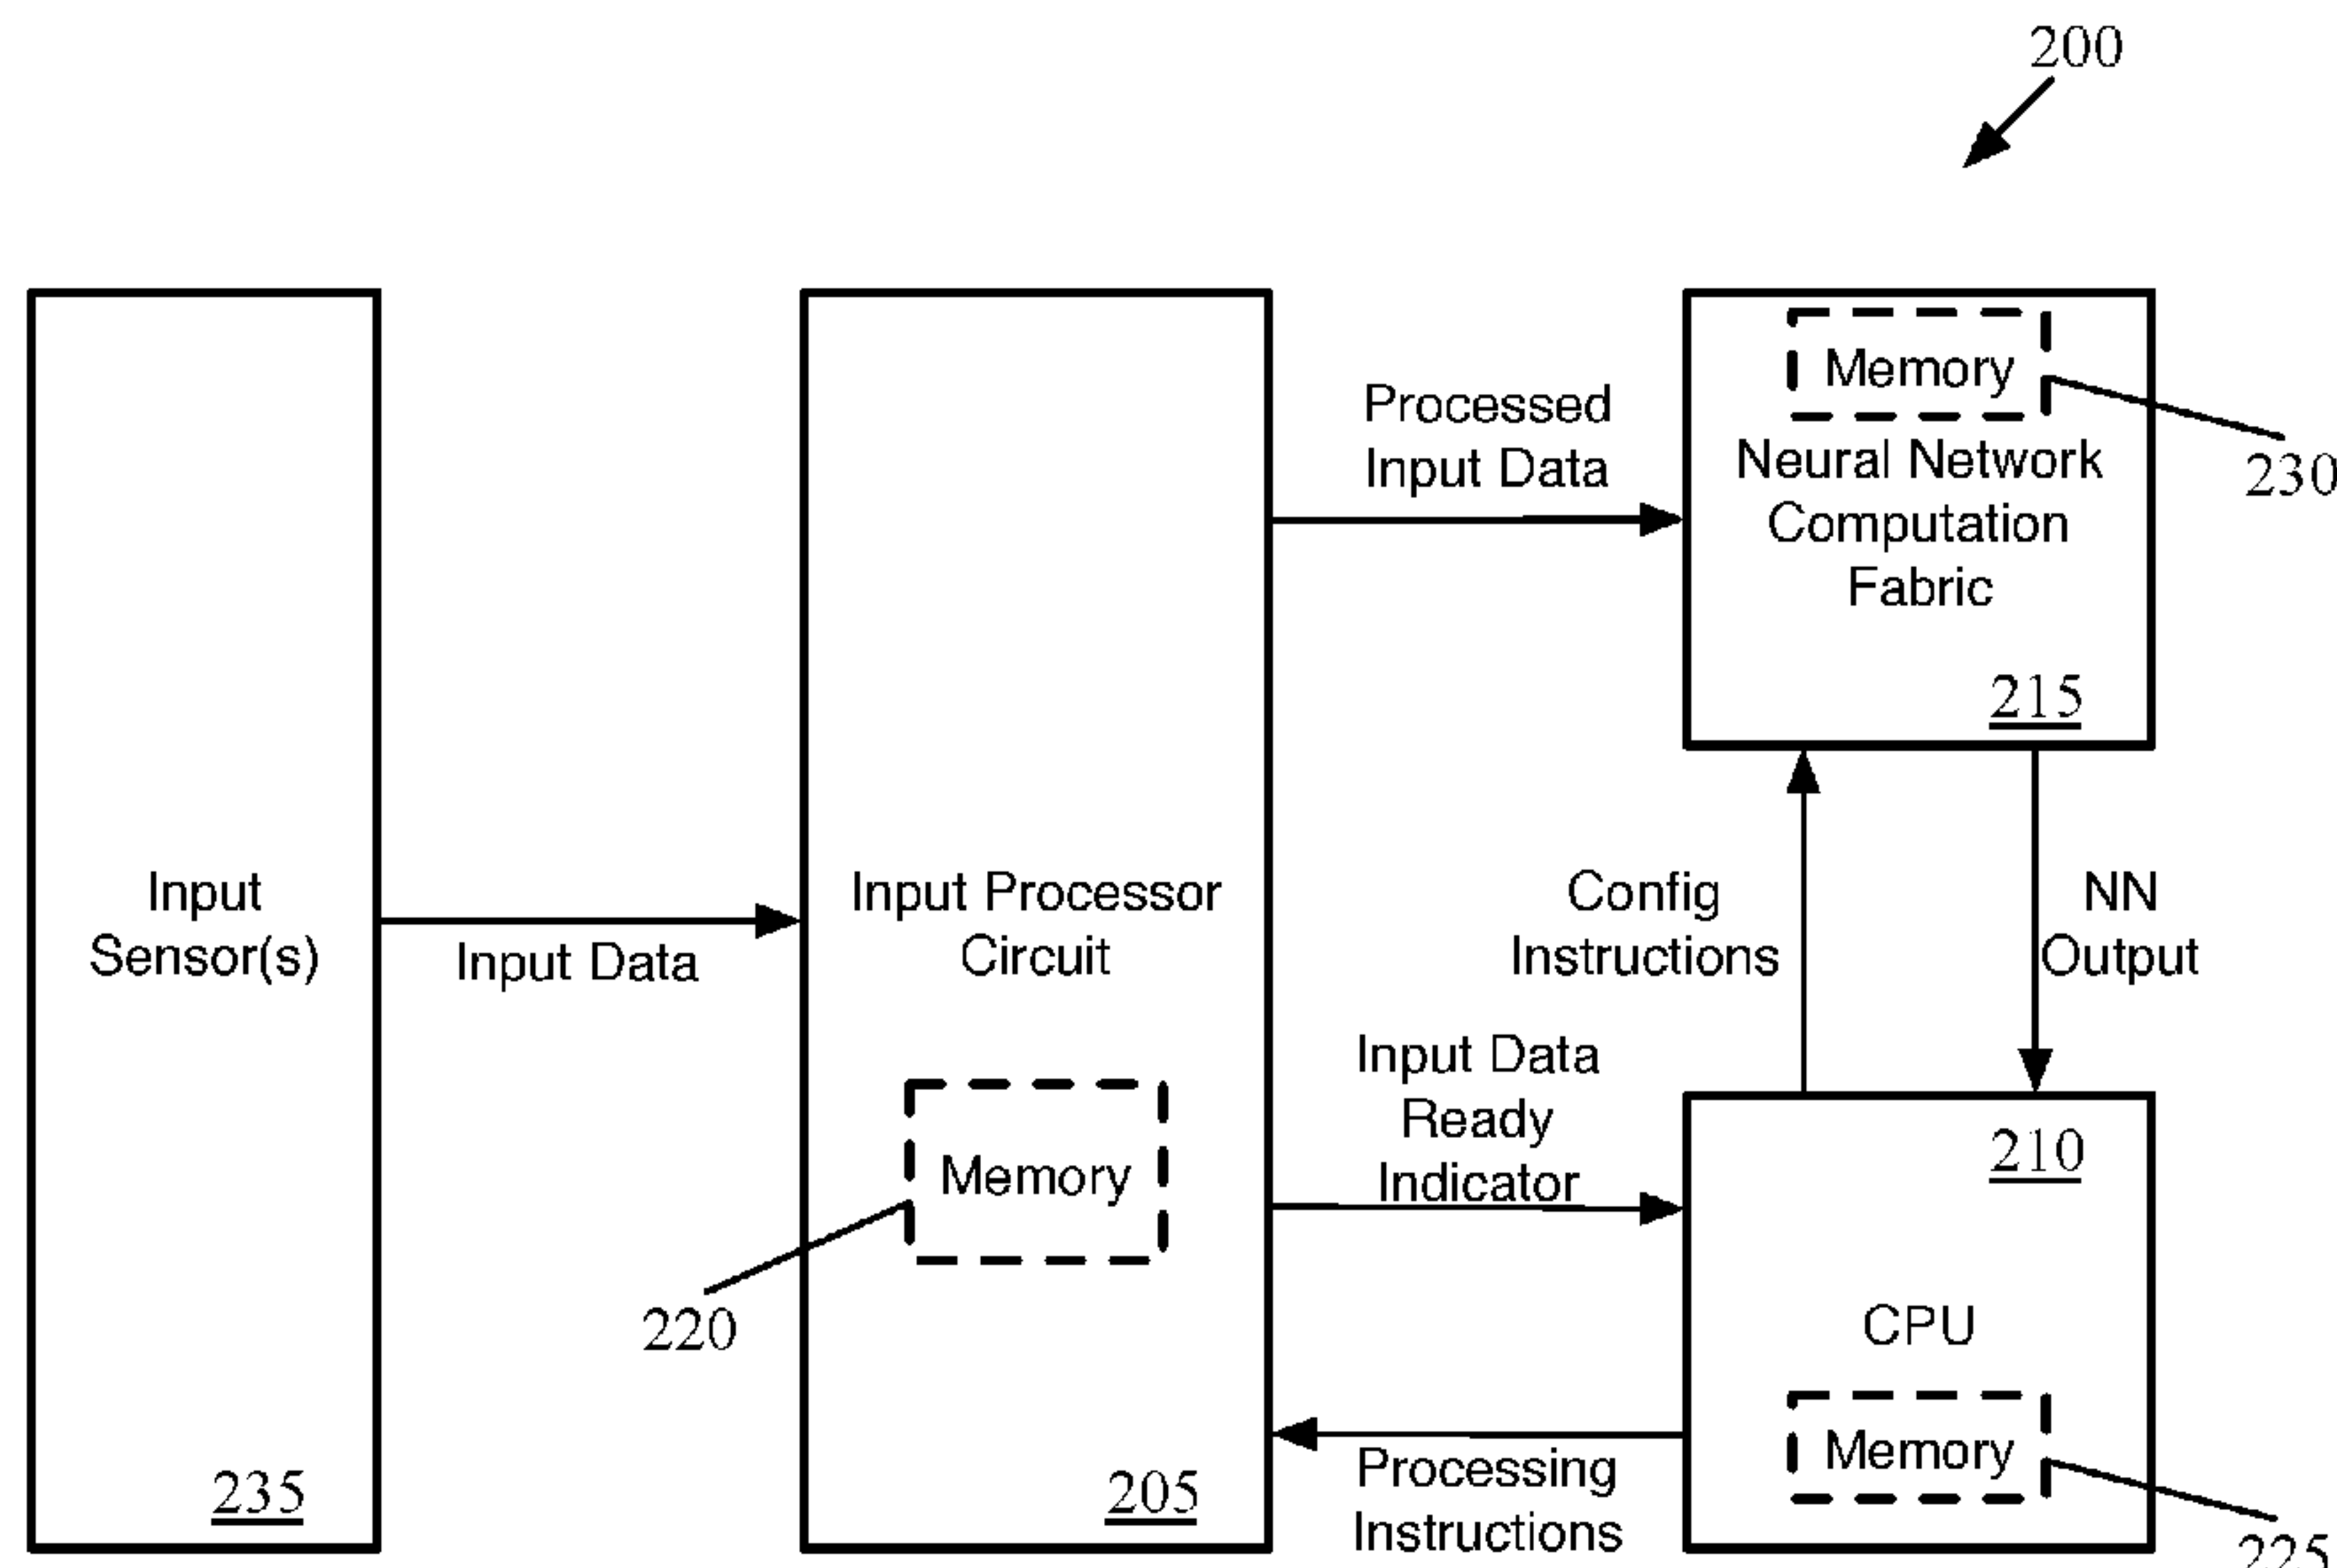 200
Memory
230
Neural Network
Computation
Fabric
215
Processed
Input Data
Input
Sensor(s)
235
Input Data
Input Processor
Circuit
Memory
220
205
Config
Instructions
NN
Output
Input Data
Ready
Indicator
210
CPU
Memory
225
Processing
Instructions